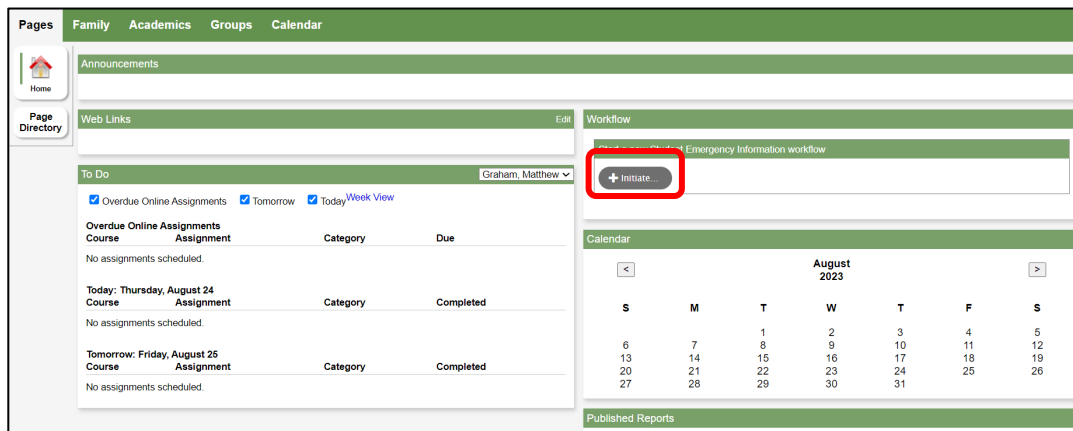 Pages Family Academics Groups Calendar
Home
Page
Directory
Announcements
Web Links Edit
To Do Graham, Matthew
Overdue Online Assignments Tomorrow Today Week View
Overdue Online Assignments
Course Assignment Category Due
No assignments scheduled.
Today: Thursday, August 24
Course Assignment Category Completed
No assignments scheduled.
Tomorrow: Friday, August 25
Course Assignment Category Completed
No assignments scheduled.
Workflow
Start a new Student Emergency Information workflow
+ Initiate...
Calendar
< August >
2023
S M T W T F S
1 2 3 4 5
6 7 8 9 10 11 12
13 14 15 16 17 18 19
20 21 22 23 24 25 26
27 28 29 30 31
Published Reports